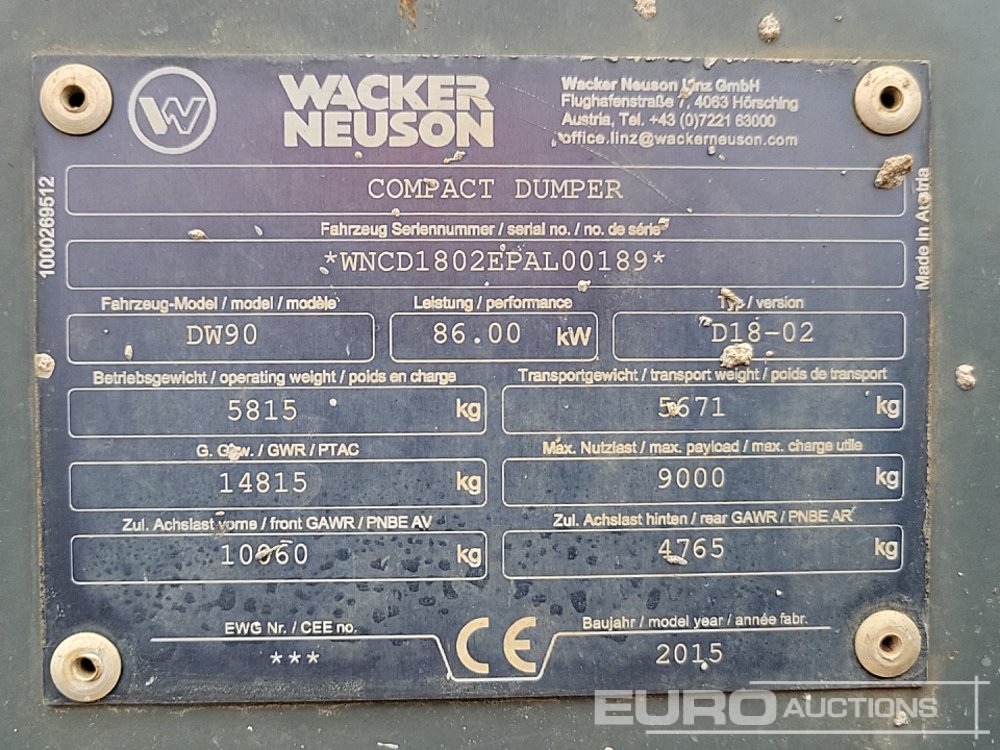 WACKER
NEUSON
Wacker Neuson Linz GmbH
Flughafenstraße 7, 4063 Hörsching
Austria, Tel. +43 (0)7221 63000
office.linz@wackerneuson.com
COMPACT DUMPER
Fahrzeug Seriennummer / serial no. / no. de série
*WNCD1802EPAL00189*
1000269512
Made in Austria
Fahrzeug-Model / model / modèle
DW90
Leistung / performance
86.00 kW
Typ / version
D18-02
Betriebsgewicht / operating weight / poids en charge
5815 kg
Transportgewicht / transport weight / poids de transport
5671 kg
G. Gew. / GWR / PTAC
14815 kg
Max. Nutzlast / max. payload / max. charge utile
9000 kg
Zul. Achslast vorne / front GAWR / PNBE AV
kg
Zul. Achslast hinten / rear GAWR / PNBE AR
4765 kg
EWG Nr. / CEE no.
***
CE
Baujahr / model year / année fabr.
2015
EURO AUCTIONS